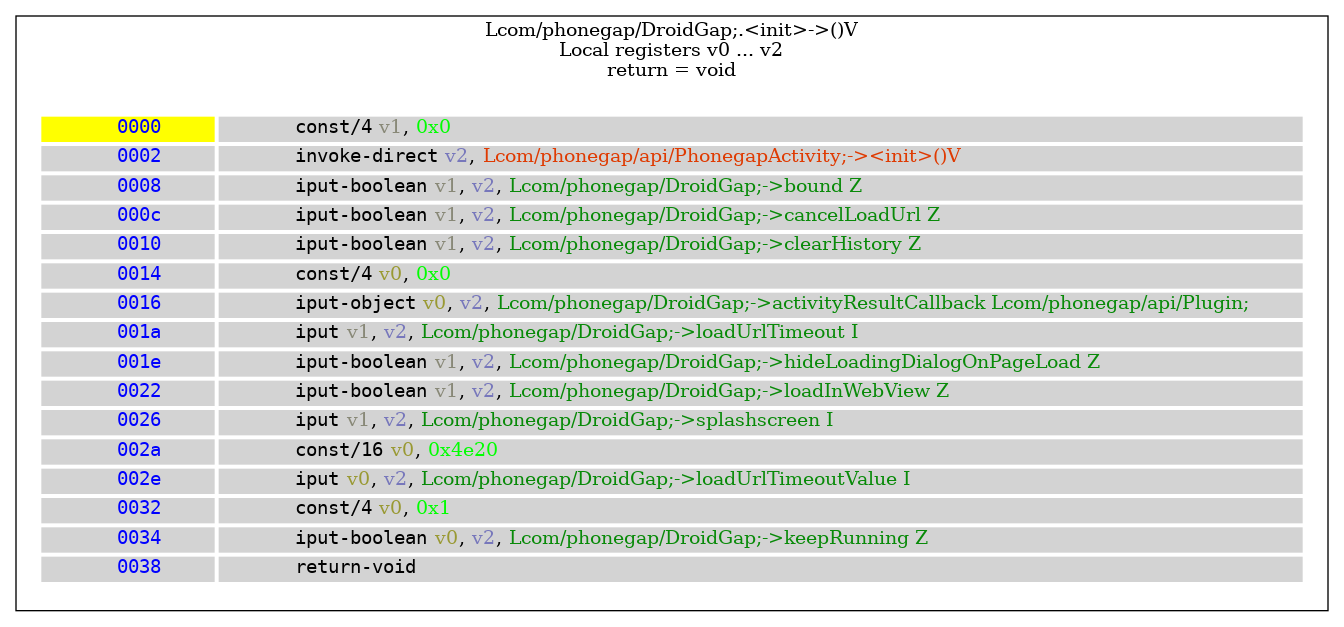 Lcom/phonegap/DroidGap;.<init>->()V
Local registers v0 ... v2
return = void
0000 const/4 v1, 0x0
0002 invoke-direct v2, Lcom/phonegap/api/PhonegapActivity;-><init>()V
0008 iput-boolean v1, v2, Lcom/phonegap/DroidGap;->bound Z
000c iput-boolean v1, v2, Lcom/phonegap/DroidGap;->cancelLoadUrl Z
0010 iput-boolean v1, v2, Lcom/phonegap/DroidGap;->clearHistory Z
0014 const/4 v0, 0x0
0016 iput-object v0, v2, Lcom/phonegap/DroidGap;->activityResultCallback Lcom/phonegap/api/Plugin;
001a iput v1, v2, Lcom/phonegap/DroidGap;->loadUrlTimeout I
001e iput-boolean v1, v2, Lcom/phonegap/DroidGap;->hideLoadingDialogOnPageLoad Z
0022 iput-boolean v1, v2, Lcom/phonegap/DroidGap;->loadInWebView Z
0026 iput v1, v2, Lcom/phonegap/DroidGap;->splashscreen I
002a const/16 v0, 0x4e20
002e iput v0, v2, Lcom/phonegap/DroidGap;->loadUrlTimeoutValue I
0032 const/4 v0, 0x1
0034 iput-boolean v0, v2, Lcom/phonegap/DroidGap;->keepRunning Z
0038 return-void